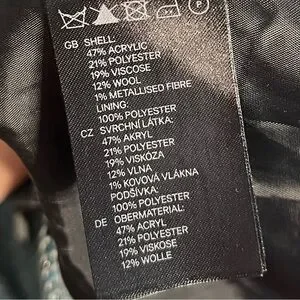 GB SHELL:
47% ACRYLIC
21% POLYESTER
19% VISCOSE
12% WOOL
1% METALLISED FIBRE
LINING:
100% POLYESTER
CZ SVRCHNÍ LÁTKA:
47% AKRYL
21% POLYESTER
19% VISKÓZA
12% VLNA
1% KOVOVÁ VLÁKNA
PODŠÍVKA:
100% POLYESTER
DE OBERMATERIAL:
47% ACRYL
21% POLYESTER
19% VISKOSE
12% WOLLE